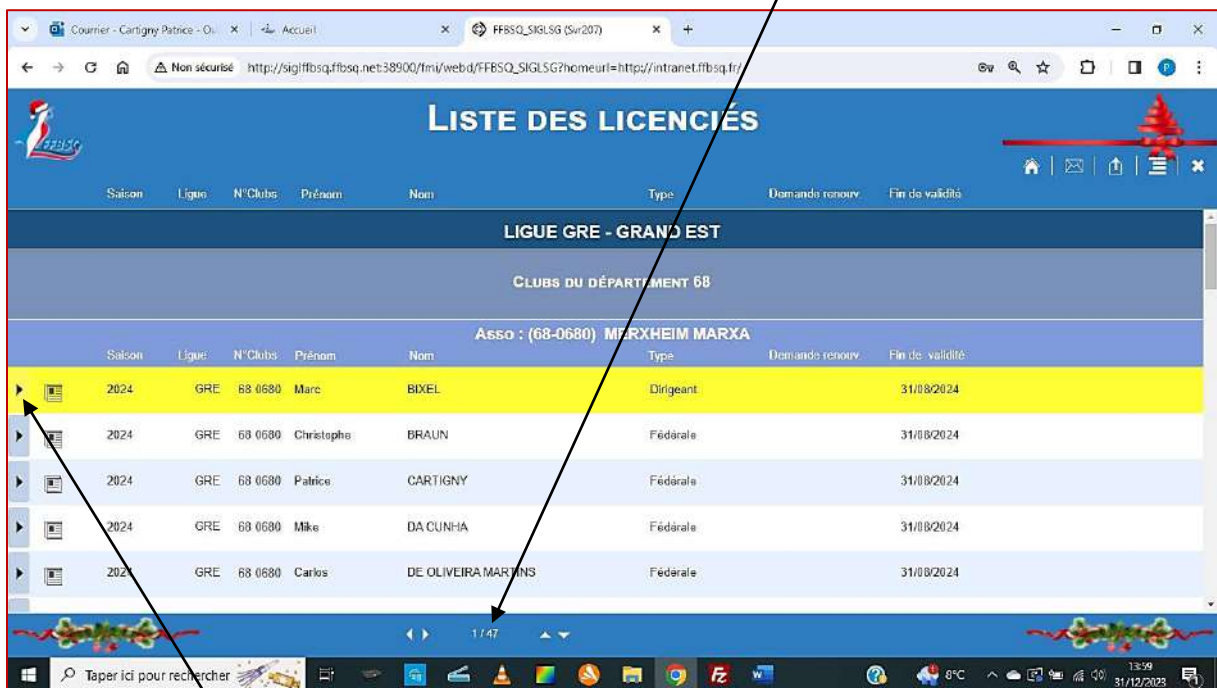 Courrier - Cartigny Patrice - Ou Accueil FFBSQ_SIGLSG (Svr207)
Non sécurisé http://siglffbsq.ffbsq.net:38900/fmi/webd/FFBSQ_SIGLSG?homeurl=http://intranet.ffbsq.fr/ P
LISTE DES LICENCIÉS
FFBSQ
Saison Ligue N°Clubs Prénom Nom Type Demande renouv Fin de validité
LIGUE GRE - GRAND EST
CLUBS DU DÉPARTEMENT 68
Asso : (68-0680) MERXHEIM MARXA
Saison Ligue N°Clubs Prénom Nom Type Demande renouv Fin de validité
2024 GRE 68 0680 Marc BIXEL Dirigeant 31/08/2024
2024 GRE 68 0680 Christophe BRAUN Fédérale 31/08/2024
2024 GRE 68 0680 Patrice CARTIGNY Fédérale 31/08/2024
2024 GRE 68 0680 Mike DA CUNHA Fédérale 31/08/2024
2024 GRE 68 0680 Carlos DE OLIVEIRA MARTINS Fédérale 31/08/2024
1 / 47
Taper ici pour rechercher 8°C 13:59
31/12/2023